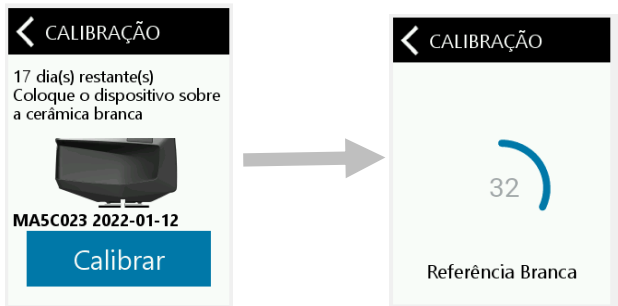 CALIBRAÇÃO
17 dia(s) restante(s)
Coloque o dispositivo sobre
a cerâmica branca
MA5C023 2022-01-12
Calibrar
CALIBRAÇÃO
32
Referência Branca